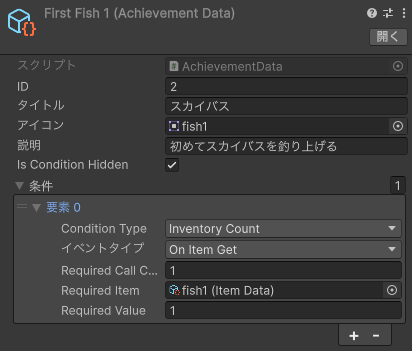 First Fish 1 (Achievement Data)
開く
スクリプト AchievementData
ID 2
タイトル スカイバス
アイコン fish1
説明 初めてスカイバスを釣り上げる
Is Condition Hidden
条件 1
要素 0
Condition Type Inventory Count
イベントタイプ On Item Get
Required Call C... 1
Required Item fish1 (Item Data)
Required Value 1
+ -